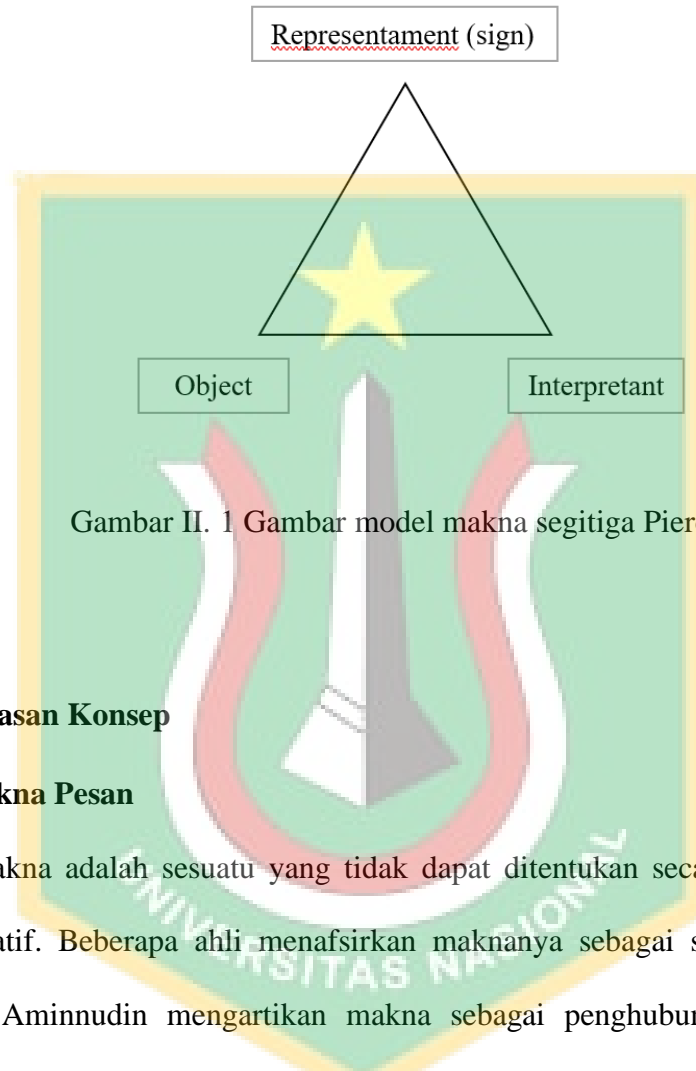 Representament (sign)
Object Interpretant
Gambar II. 1 Gambar model makna segitiga Pier
asan Konsep
kna Pesan
akna adalah sesuatu yang tidak dapat ditentukan seca
atif. Beberapa ahli menafsirkan maknanya sebagai s
Aminnudin mengartikan makna sebagai penghubun
UNIVERSITAS NASIONAL